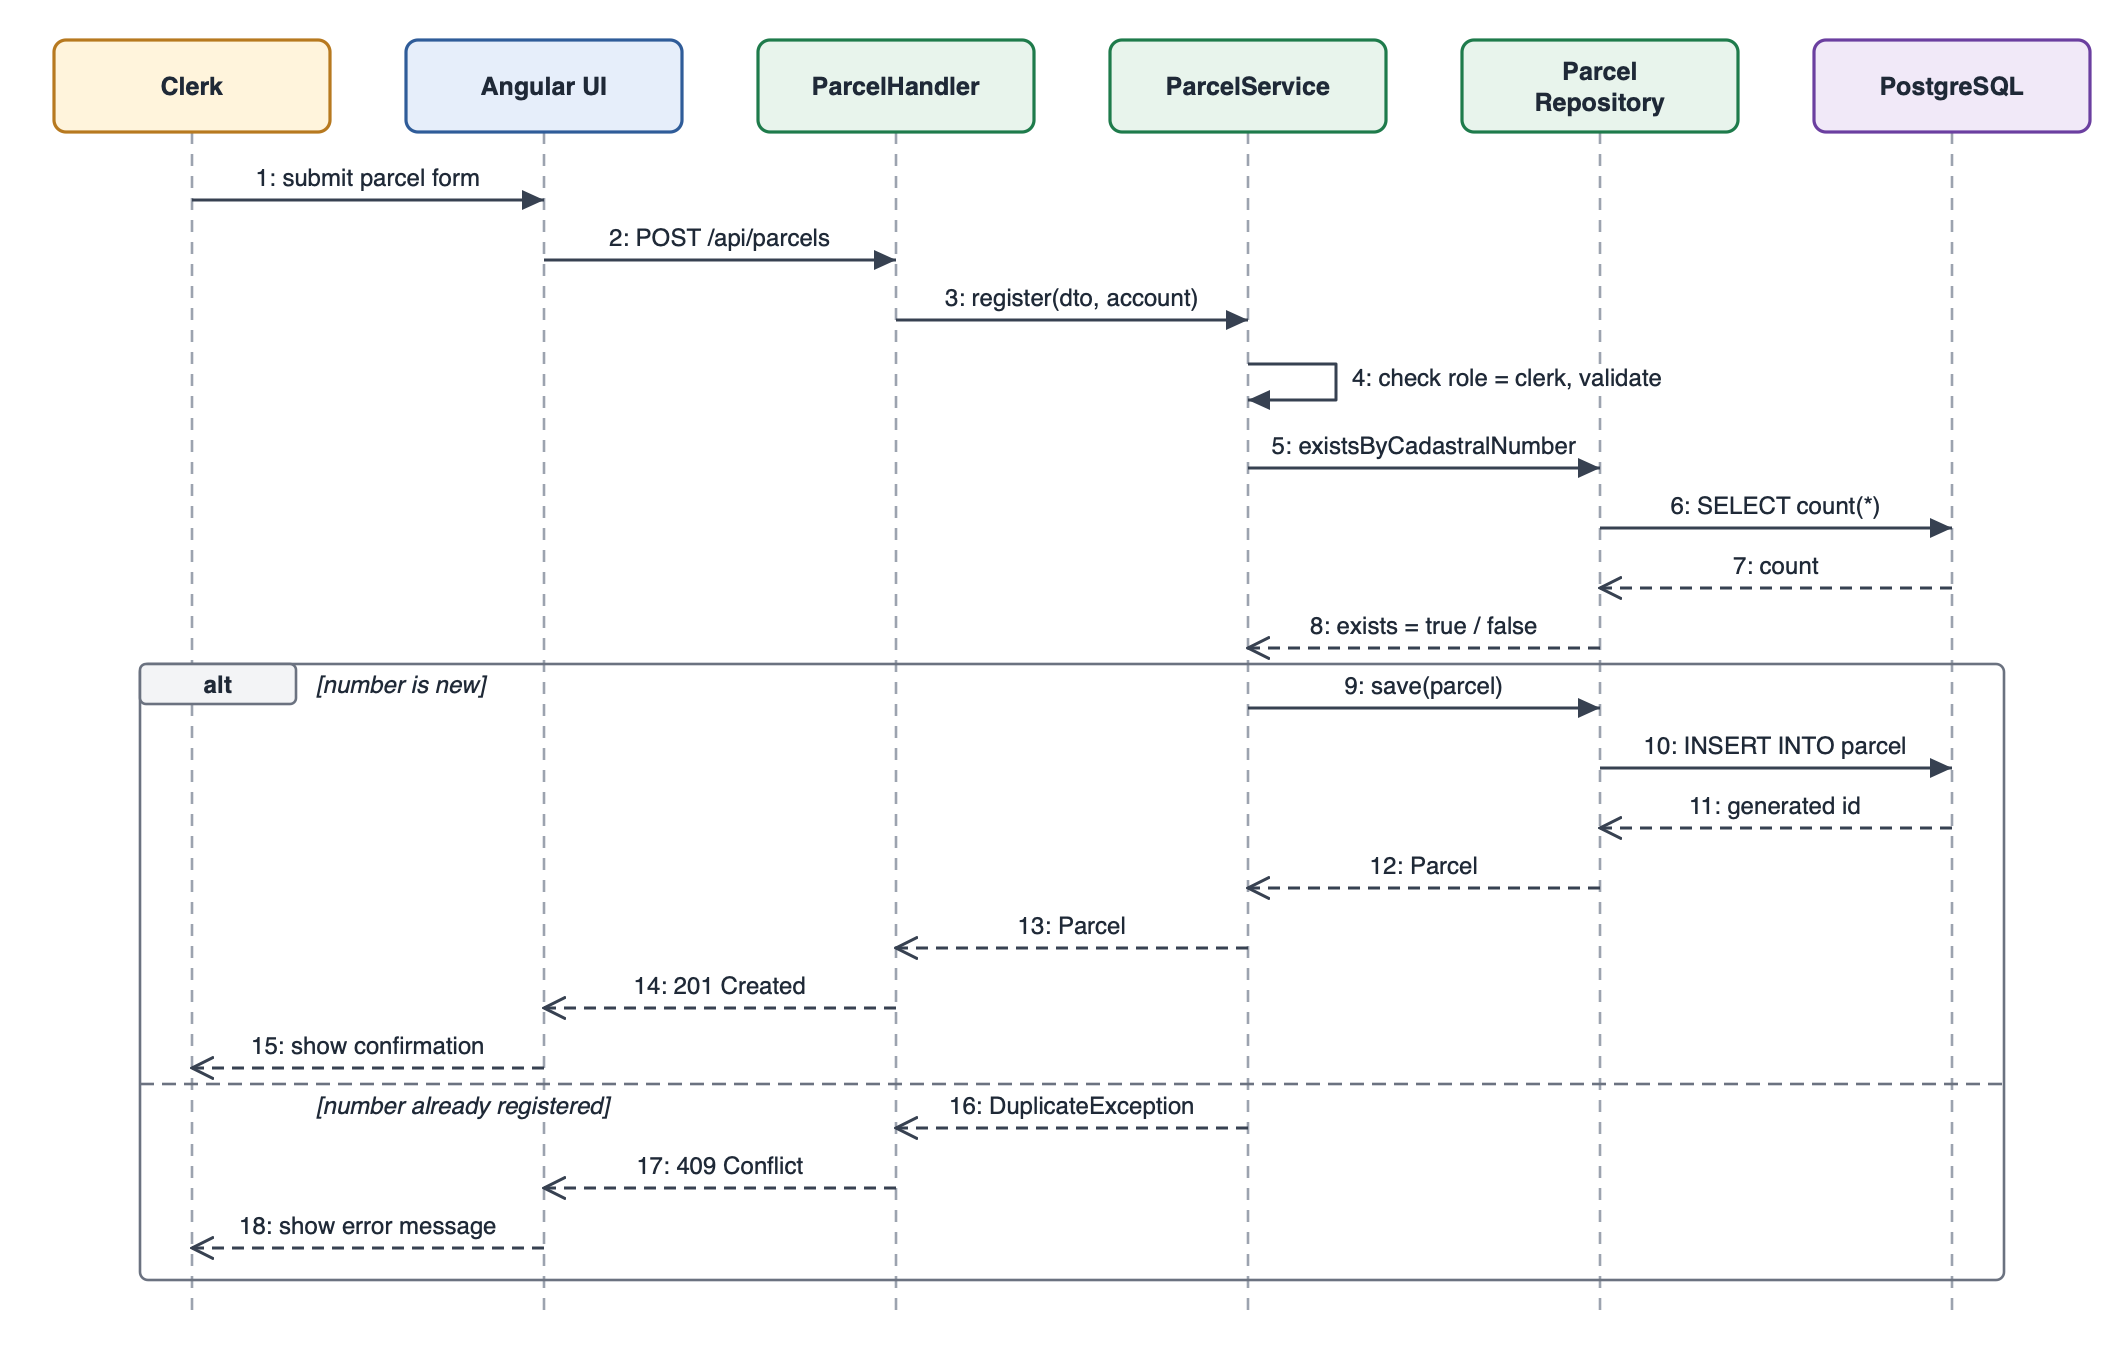 Clerk
Angular UI
ParcelHandler
ParcelService
Parcel
Repository
PostgreSQL
1: submit parcel form
2: POST /api/parcels
3: register(dto, account)
4: check role = clerk, validate
5: existsByCadastralNumber
6: SELECT count(*)
7: count
8: exists = true / false
alt
[number is new]
9: save(parcel)
10: INSERT INTO parcel
11: generated id
12: Parcel
13: Parcel
14: 201 Created
15: show confirmation
[number already registered]
16: DuplicateException
17: 409 Conflict
18: show error message